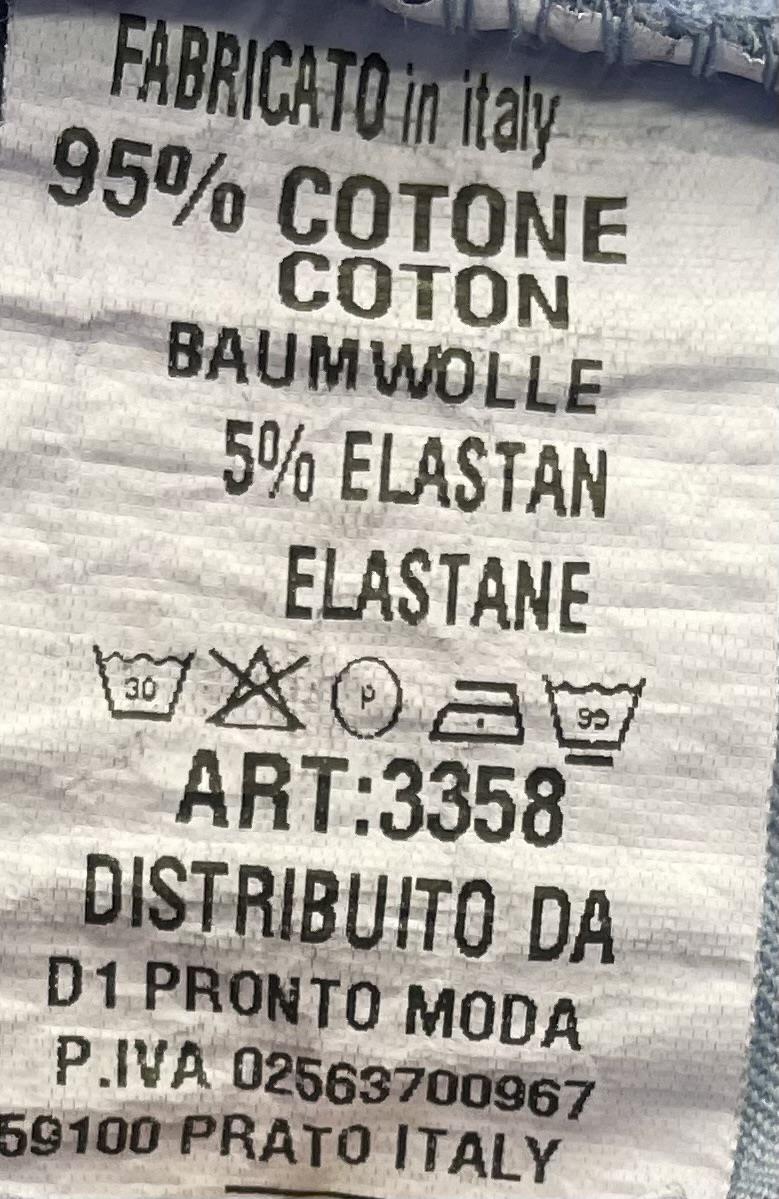 FABRICATO in italy
95% COTONE
COTON
BAUMWOLLE
5% ELASTAN
ELASTANE
30 P 95
ART:3358
DISTRIBUITO DA
D1 PRONTO MODA
P.IVA 02563700967
59100 PRATO ITALY